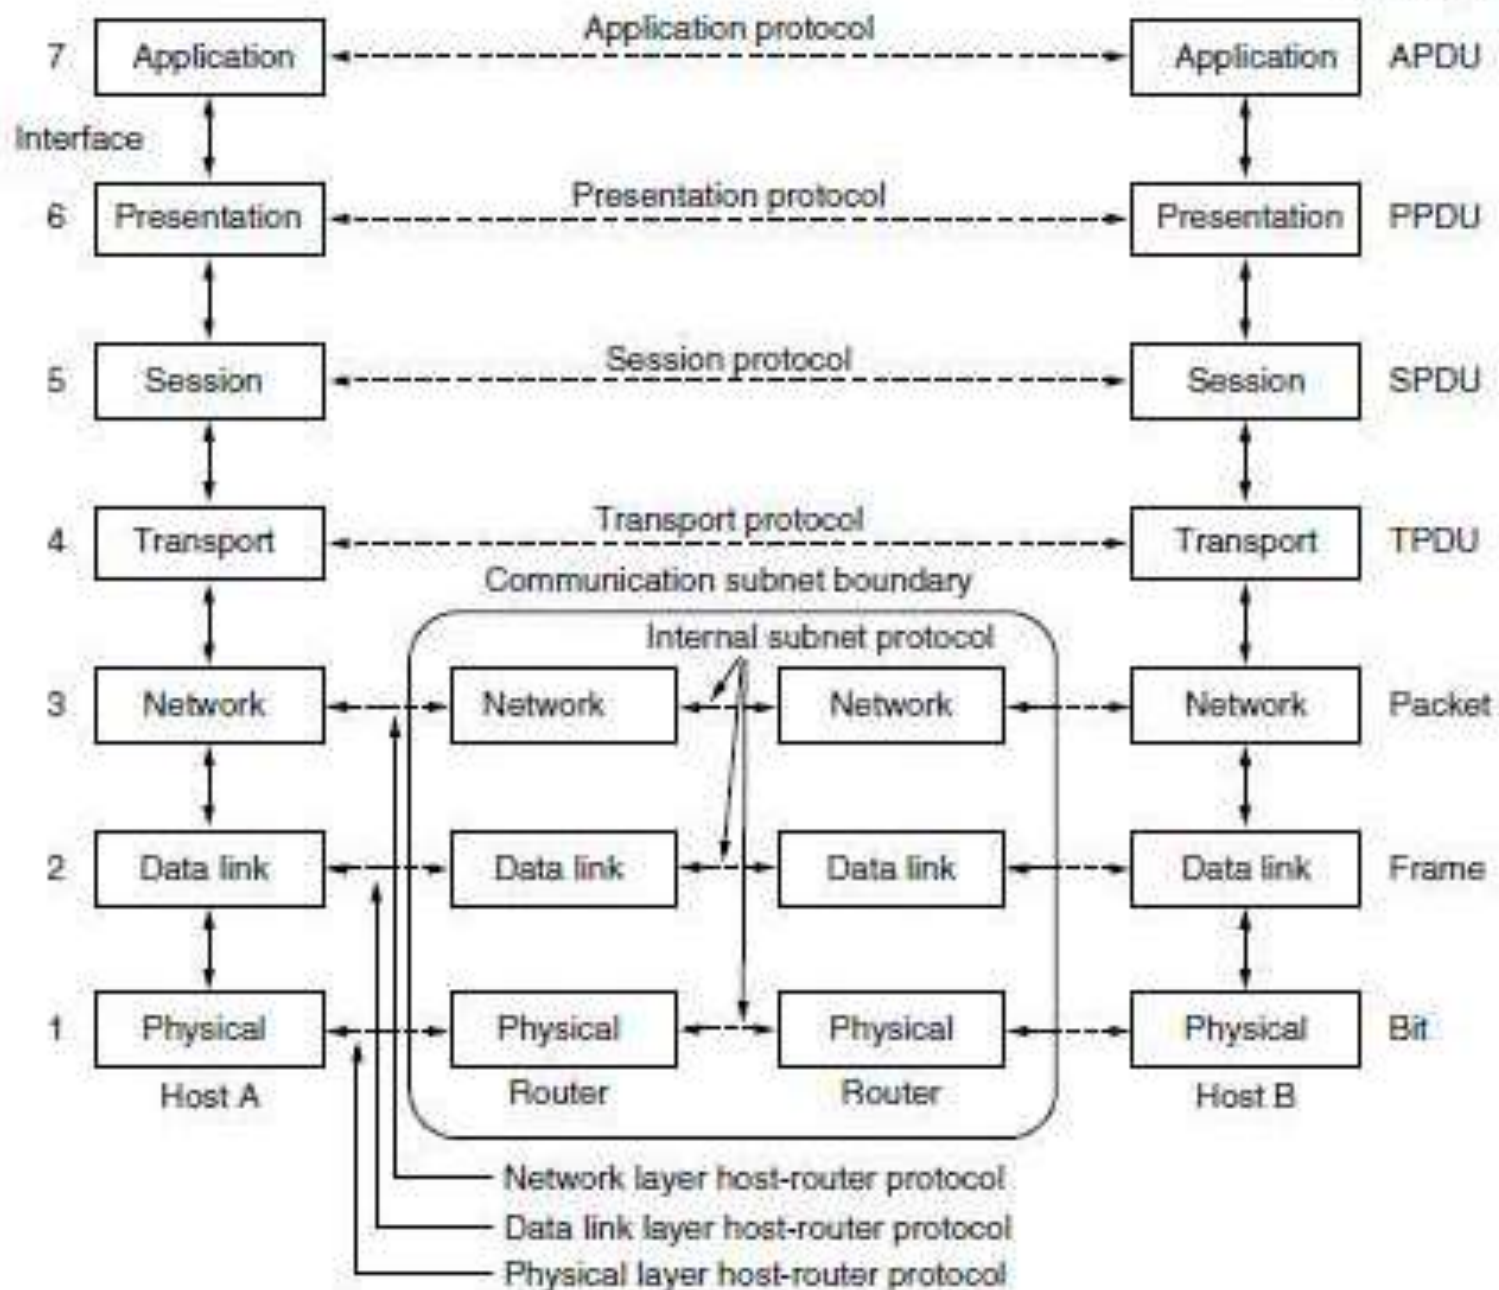 Application protocol
7 Application Application APDU
Interface
Presentation protocol
6 Presentation Presentation PPDU
Session protocol
5 Session Session SPDU
Transport protocol
4 Transport Transport TPDU
Communication subnet boundary
Internal subnet protocol
3 Network Network Network Network Packet
2 Data link Data link Data link Data link Frame
1 Physical Physical Physical Physical Bit
Host A Router Router Host B
Network layer host-router protocol
Data link layer host-router protocol
Physical layer host-router protocol